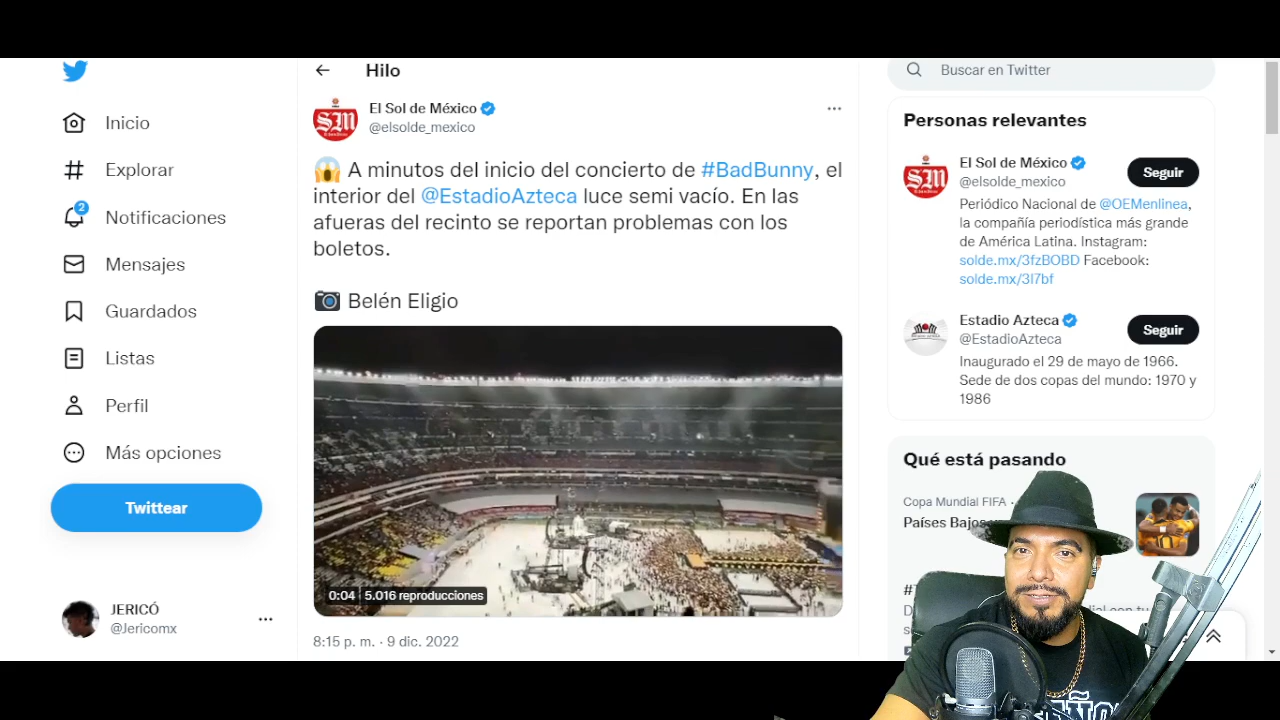 Hilo
Buscar en Twitter
Inicio
Explorar
2
Notificaciones
Mensajes
Guardados
Listas
Perfil
Más opciones
Twittear
JERICÓ
@Jericomx
El Sol de México
@elsolde_mexico
A minutos del inicio del concierto de #BadBunny, el
interior del @EstadioAzteca luce semi vacío. En las
afueras del recinto se reportan problemas con los
boletos.
Belén Eligio
0:04 5.016 reproducciones
8:15 p. m. · 9 dic. 2022
Personas relevantes
SM
El Sol de México
@elsolde_mexico
Seguir
Periódico Nacional de @OEMenlinea,
la compañía periodística más grande
de América Latina. Instagram:
solde.mx/3fzBOBD Facebook:
solde.mx/3l7bf
Estadio Azteca
@EstadioAzteca
Seguir
Inaugurado el 29 de mayo de 1966.
Sede de dos copas del mundo: 1970 y
1986
Qué está pasando
Copa Mundial FIFA ·
Países Bajos